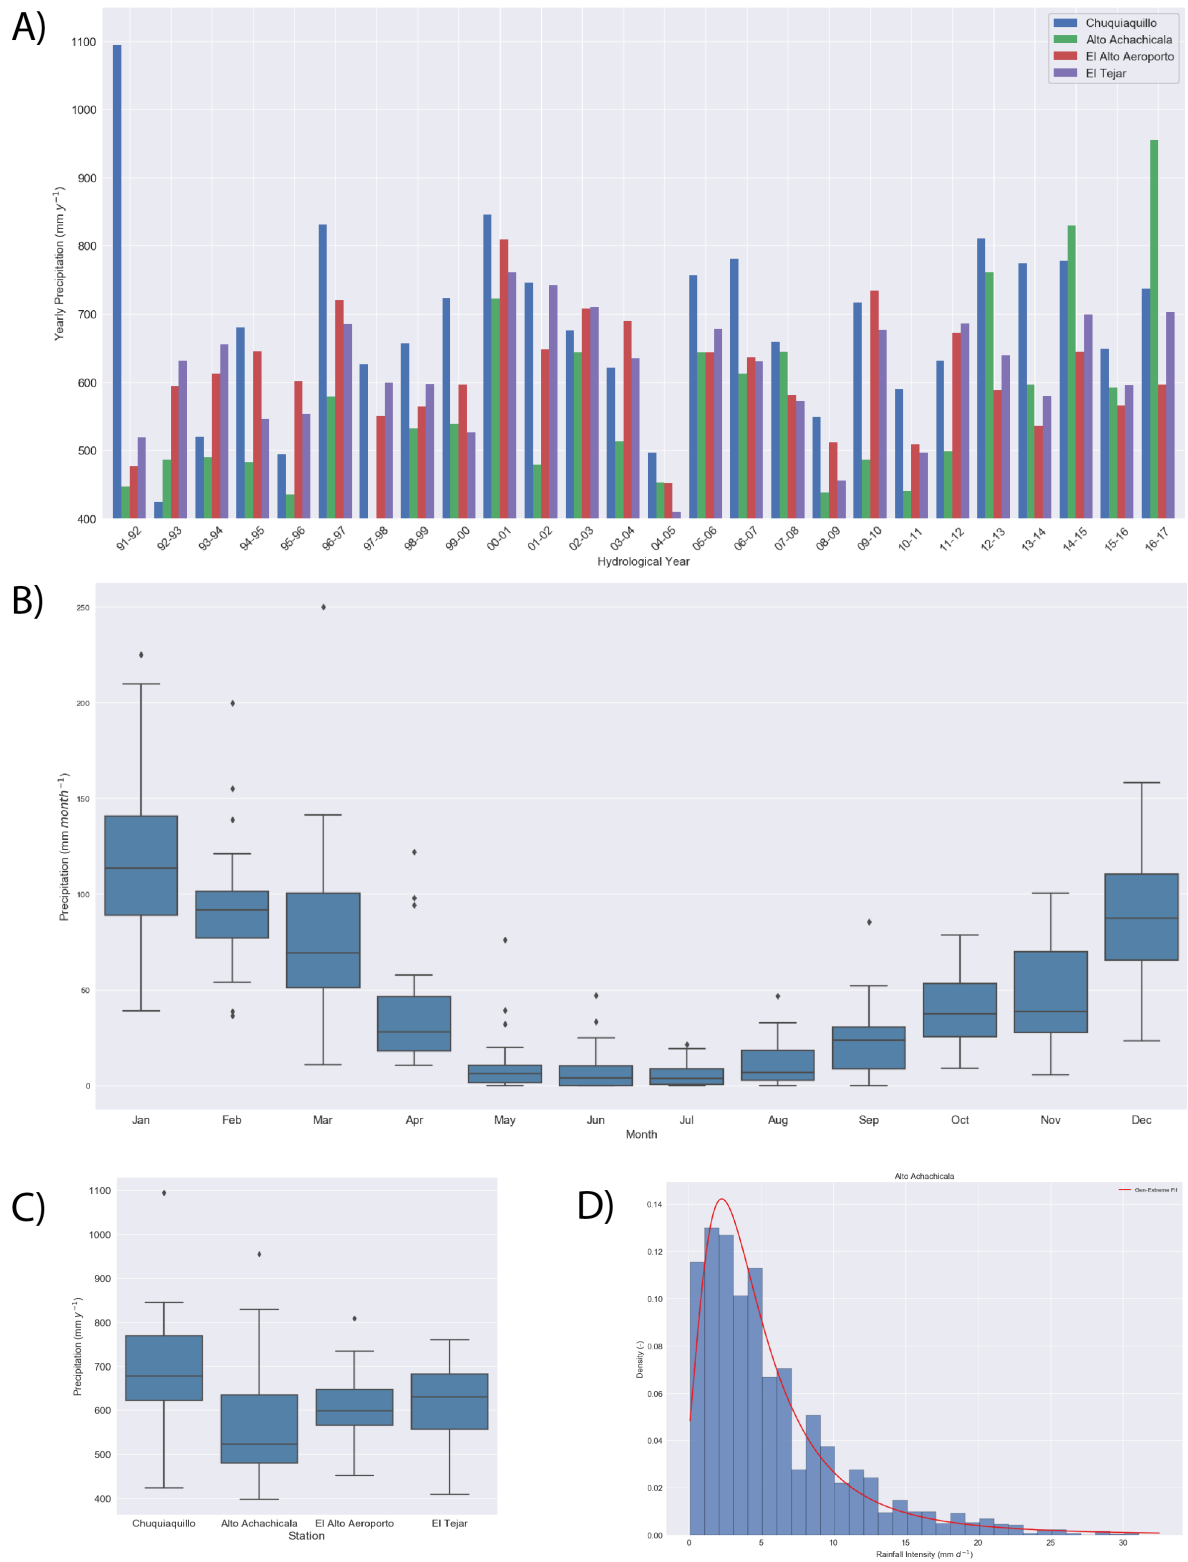 A)
Chuquiaquillo
Alto Achachicala
El Alto Aeroporto
El Tejar
Yearly Precipitation (mm y⁻¹)
1100
1000
900
800
700
600
500
400
91-92 92-93 93-94 94-95 95-96 96-97 97-98 98-99 99-00 00-01 01-02 02-03 03-04 04-05 05-06 06-07 07-08 08-09 09-10 10-11 11-12 12-13 13-14 14-15 15-16 16-17
Hydrological Year
B)
Precipitation (mm month⁻¹)
250
200
150
100
50
0
Jan Feb Mar Apr May Jun Jul Aug Sep Oct Nov Dec
Month
C)
Precipitation (mm y⁻¹)
1100
1000
900
800
700
600
500
400
Chuquiaquillo Alto Achachicala El Alto Aeroporto El Tejar
Station
D)
Alto Achachicala
Gen-Extreme Fit
Density (-)
0.14
0.12
0.10
0.08
0.06
0.04
0.02
0.00
0 5 10 15 20 25 30
Rainfall Intensity (mm d⁻¹)